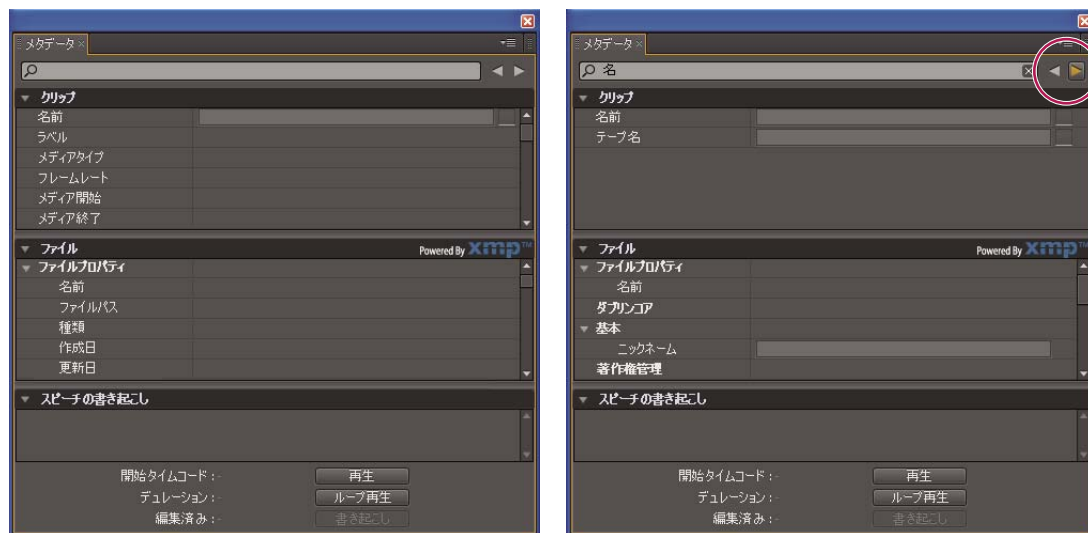 メタデータ
クリップ
名前
ラベル
メディアタイプ
フレームレート
メディア開始
メディア終了
ファイル
Powered By xmp™
ファイルプロパティ
名前
ファイルパス
種類
作成日
更新日
スピーチの書き起こし
開始タイムコード : -
再生
デュレーション : -
ループ再生
編集済み : -
書き起こし
メタデータ
名
クリップ
名前
テープ名
ファイル
Powered By xmp™
ファイルプロパティ
名前
ダブリンコア
基本
ニックネーム
著作権管理
スピーチの書き起こし
開始タイムコード : -
再生
デュレーション : -
ループ再生
編集済み : -
書き起こし